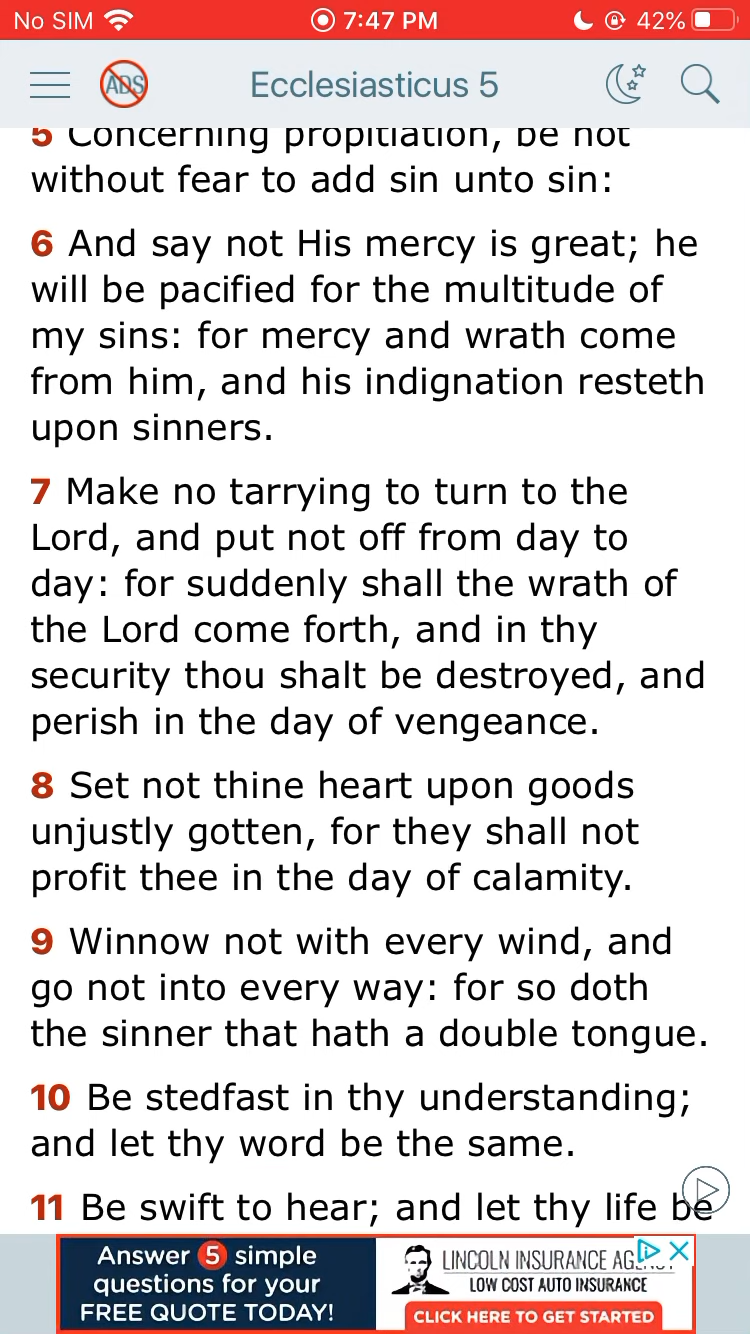 No SIM 7:47 PM 42%
ADS Ecclesiasticus 5
5 Concerning propitiation, be not
without fear to add sin unto sin:
6 And say not His mercy is great; he
will be pacified for the multitude of
my sins: for mercy and wrath come
from him, and his indignation resteth
upon sinners.
7 Make no tarrying to turn to the
Lord, and put not off from day to
day: for suddenly shall the wrath of
the Lord come forth, and in thy
security thou shalt be destroyed, and
perish in the day of vengeance.
8 Set not thine heart upon goods
unjustly gotten, for they shall not
profit thee in the day of calamity.
9 Winnow not with every wind, and
go not into every way: for so doth
the sinner that hath a double tongue.
10 Be stedfast in thy understanding;
and let thy word be the same.
11 Be swift to hear; and let thy life be
Answer 5 simple
questions for your
FREE QUOTE TODAY!
LINCOLN INSURANCE
LOW COST AUTO INSURANCE
CLICK HERE TO GET STARTED